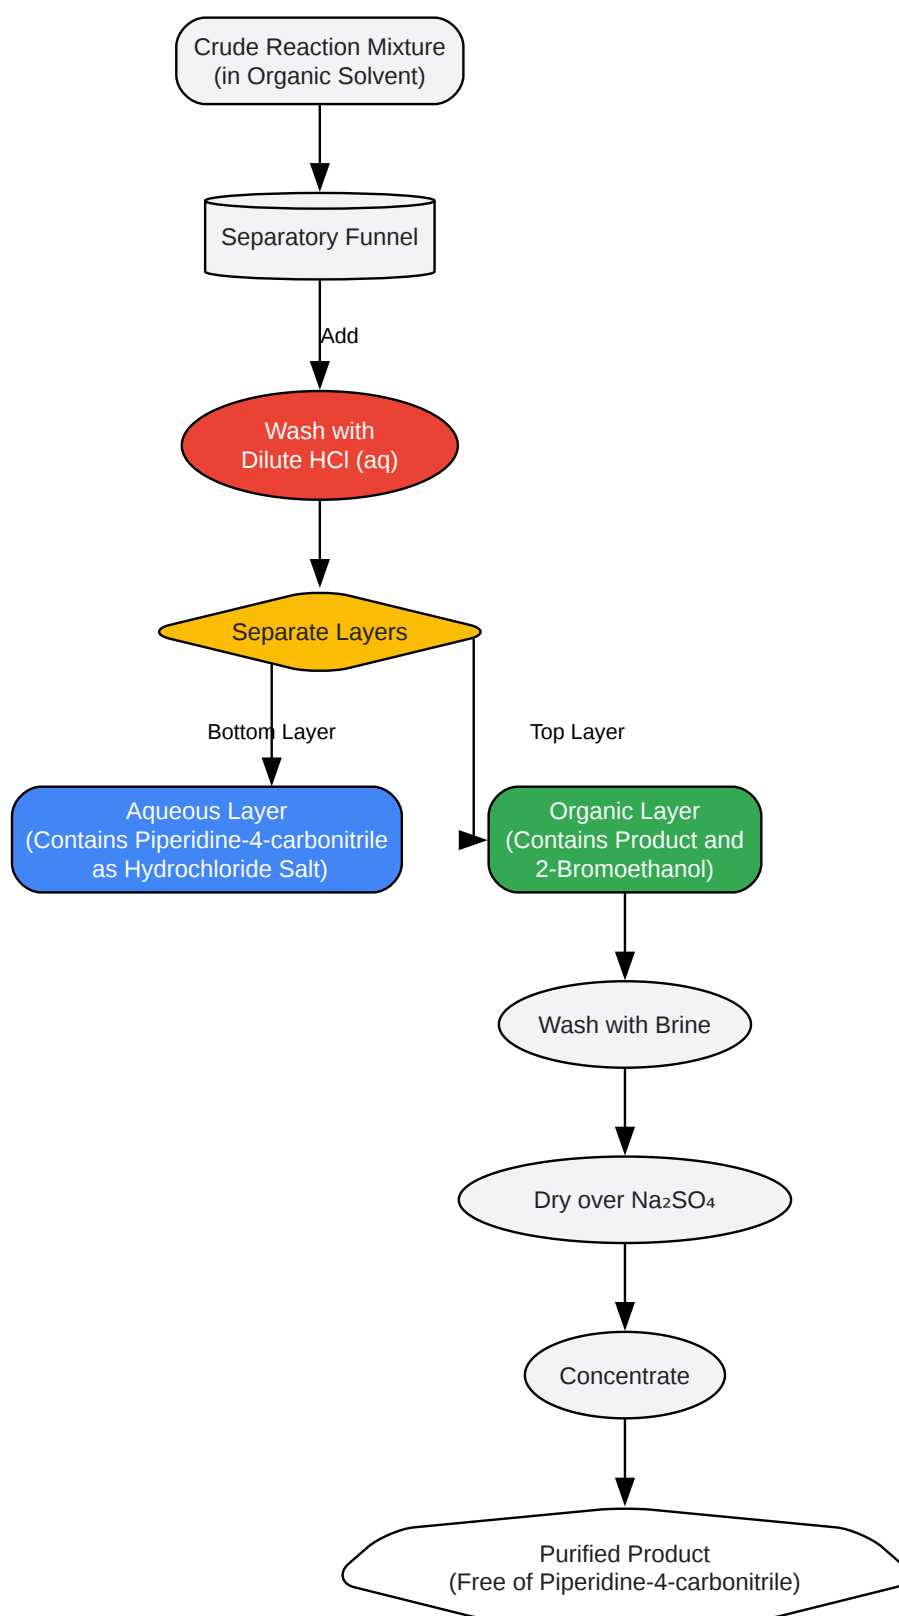 Crude Reaction Mixture
(in Organic Solvent)
Separatory Funnel
Add
Wash with
Dilute HCl (aq)
Separate Layers
Bottom Layer
Top Layer
Aqueous Layer
(Contains Piperidine-4-carbonitrile
as Hydrochloride Salt)
Organic Layer
(Contains Product and
2-Bromoethanol)
Wash with Brine
Dry over Na₂SO₄
Concentrate
Purified Product
(Free of Piperidine-4-carbonitrile)